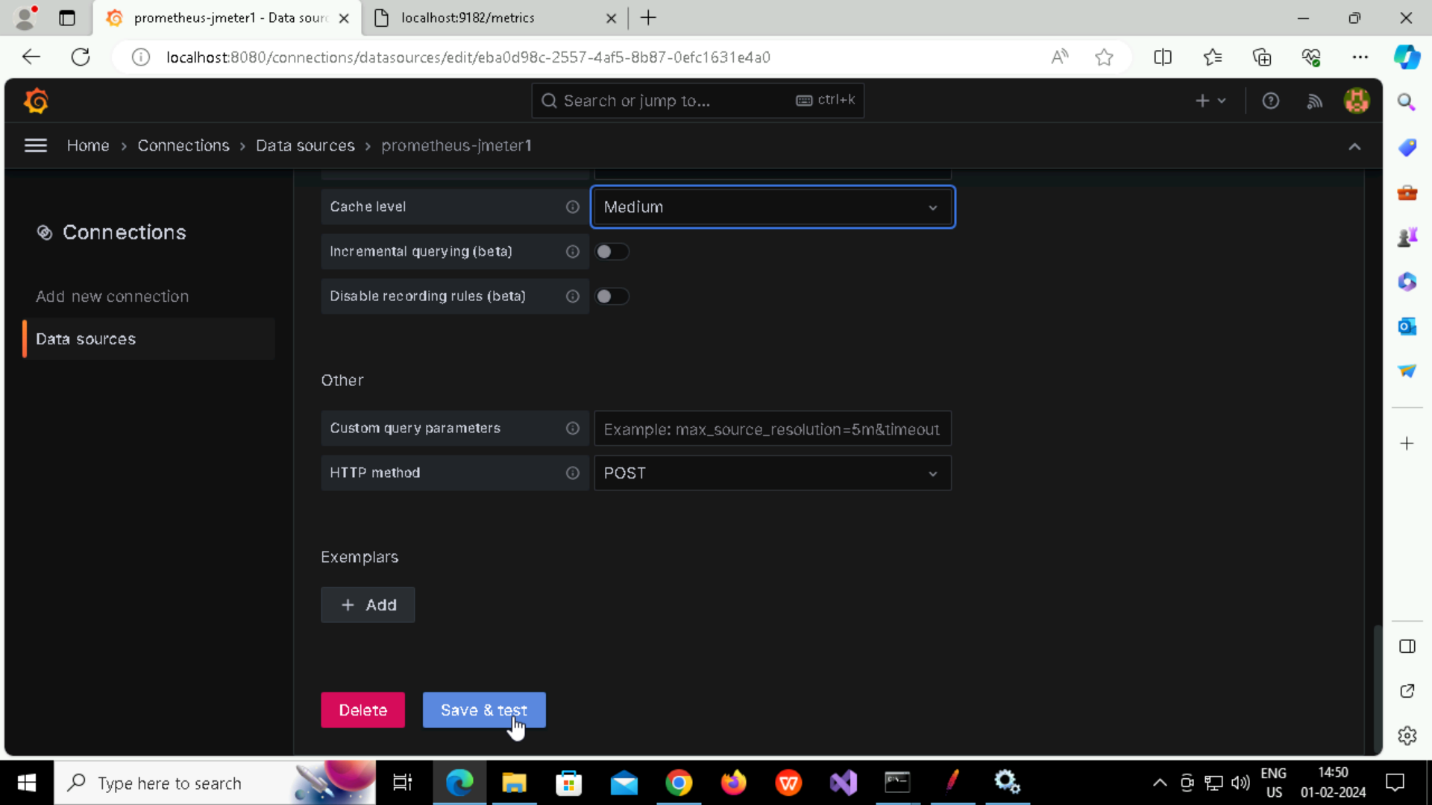 prometheus-jmeter1 - Data sour
localhost:9182/metrics
localhost:8080/connections/datasources/edit/eba0d98c-2557-4af5-8b87-0efc1631e4a0
Search or jump to...
ctrl+k
Home › Connections › Data sources › prometheus-jmeter1
Connections
Add new connection
Data sources
Cache level
Medium
Incremental querying (beta)
Disable recording rules (beta)
Other
Custom query parameters
Example: max_source_resolution=5m&timeout
HTTP method
POST
Exemplars
+ Add
Delete
Save & test
Type here to search
ENG
US
14:50
01-02-2024